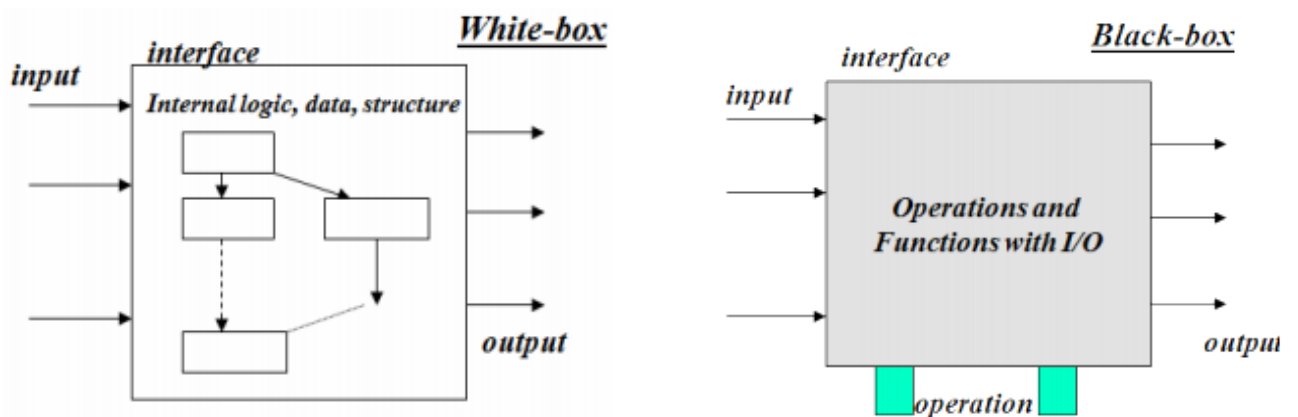 White-box
interface
input
Internal logic, data, structure
output
Black-box
interface
input
Operations and
Functions with I/O
output
operation